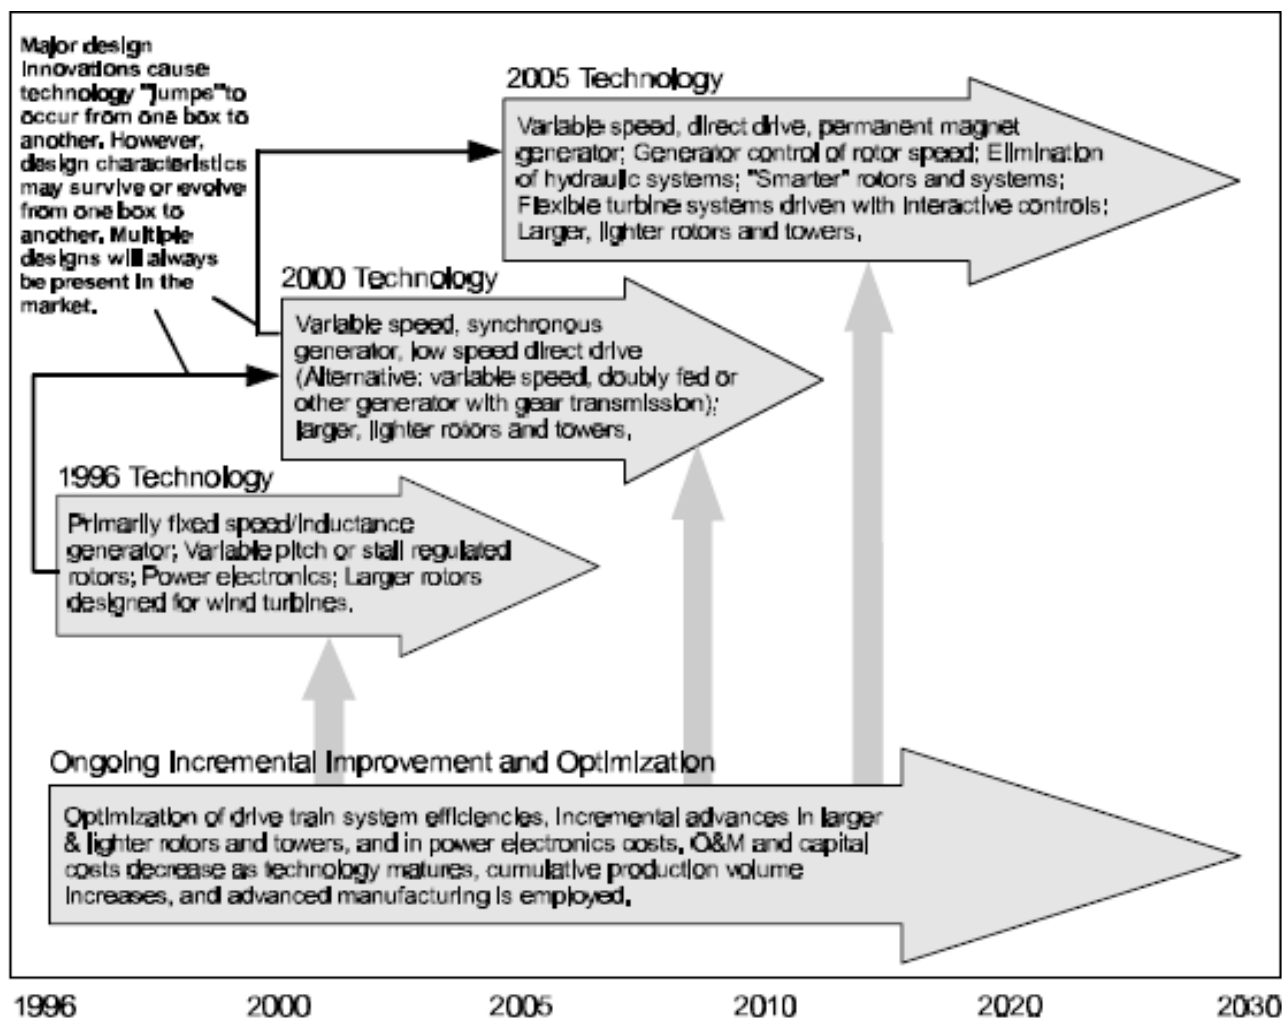 Major design
innovations cause
technology "jumps"to
occur from one box to
another. However,
design characteristics
may survive or evolve
from one box to
another. Multiple
designs will always
be present in the
market.
2005 Technology
Variable speed, direct drive, permanent magnet
generator; Generator control of rotor speed; Elimination
of hydraulic systems; "Smarter" rotors and systems;
Flexible turbine systems driven with interactive controls;
Larger, lighter rotors and towers.
2000 Technology
Variable speed, synchronous
generator, low speed direct drive
(Alternative: variable speed, doubly fed or
other generator with gear transmission);
larger, lighter rotors and towers.
1996 Technology
Primarily fixed speed/inductance
generator; Variable pitch or stall regulated
rotors; Power electronics; Larger rotors
designed for wind turbines.
Ongoing Incremental Improvement and Optimization
Optimization of drive train system efficiencies, incremental advances in larger
& lighter rotors and towers, and in power electronics costs. O&M and capital
costs decrease as technology matures, cumulative production volume
increases, and advanced manufacturing is employed.
1996 2000 2005 2010 2020 2030